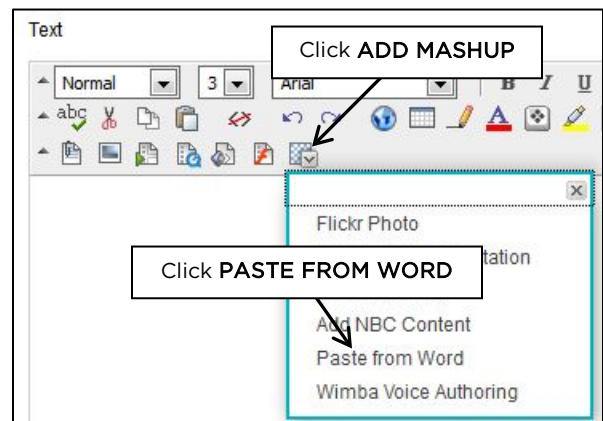 Text
Click ADD MASHUP
Normal 3 Arial B I U
abc
Flickr Photo
tation
Click PASTE FROM WORD
Add NBC Content
Paste from Word
Wimba Voice Authoring